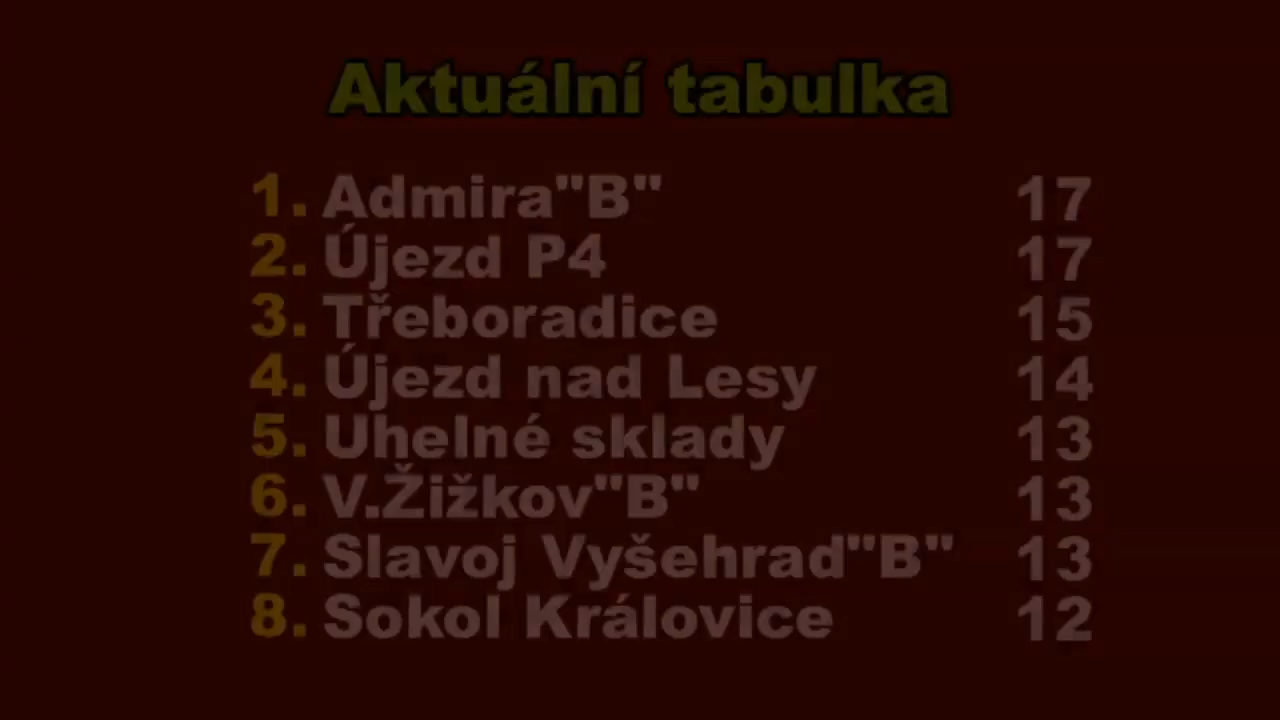 Aktuální tabulka
1. Admira"B" 17
2. Újezd P4 17
3. Třeboradice 15
4. Újezd nad Lesy 14
5. Uhelné sklady 13
6. V.Žižkov"B" 13
7. Slavoj Vyšehrad"B" 13
8. Sokol Královice 12